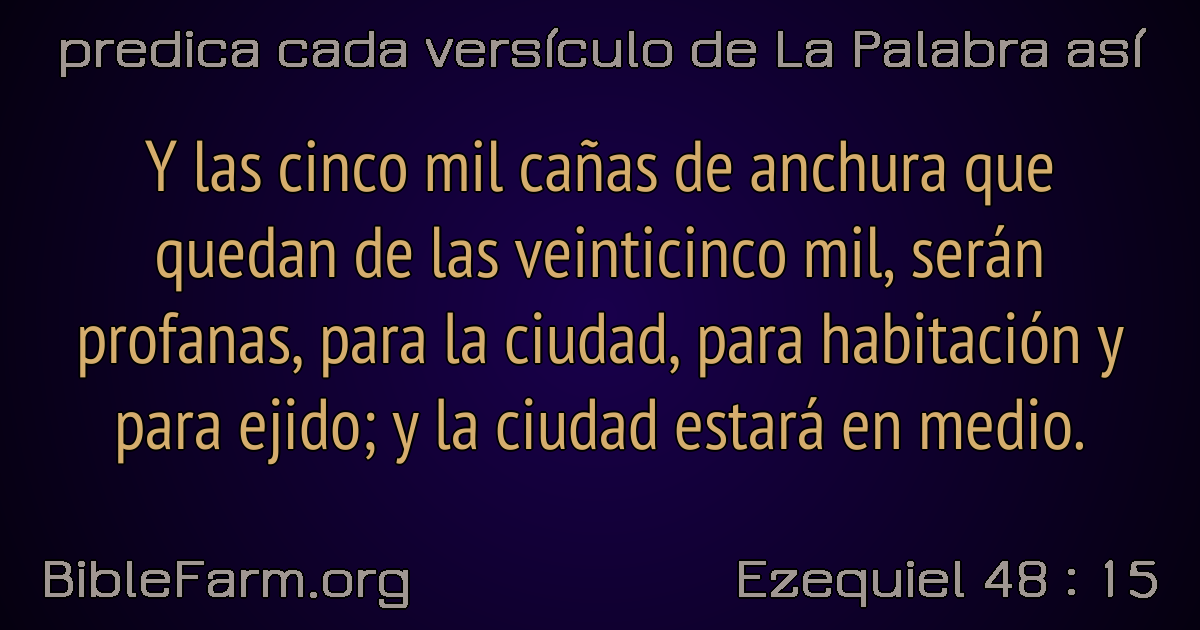 predica cada versículo de La Palabra así
Y las cinco mil cañas de anchura que
quedan de las veinticinco mil, serán
profanas, para la ciudad, para habitación y
para ejido; y la ciudad estará en medio.
BibleFarm.org
Ezequiel 48 : 15